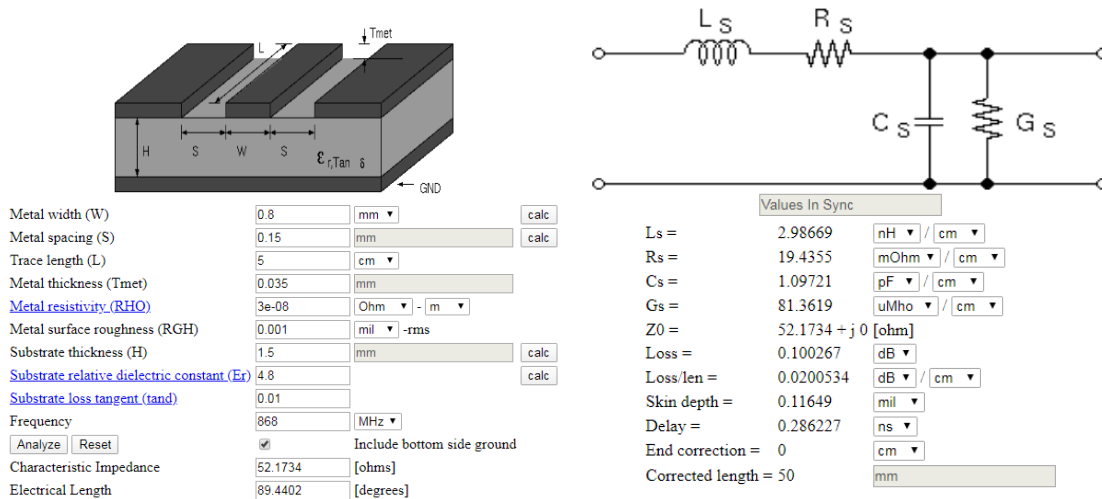 Tmet
L
H
S
W
S
εr,Tan δ
GND
Metal width (W) 0.8 mm calc
Metal spacing (S) 0.15 mm calc
Trace length (L) 5 cm
Metal thickness (Tmet) 0.035 mm
Metal resistivity (RHO) 3e-08 Ohm - m
Metal surface roughness (RGH) 0.001 mil -rms
Substrate thickness (H) 1.5 mm calc
Substrate relative dielectric constant (Er) 4.8 calc
Substrate loss tangent (tand) 0.01
Frequency 868 MHz
Analyze Reset Include bottom side ground
Characteristic Impedance 52.1734 [ohms]
Electrical Length 89.4402 [degrees]
LS
RS
CS
GS
Values In Sync
Ls = 2.98669 nH / cm
Rs = 19.4355 mOhm / cm
Cs = 1.09721 pF / cm
Gs = 81.3619 uMho / cm
Z0 = 52.1734 + j 0 [ohm]
Loss = 0.100267 dB
Loss/len = 0.0200534 dB / cm
Skin depth = 0.11649 mil
Delay = 0.286227 ns
End correction = 0 cm
Corrected length = 50 mm